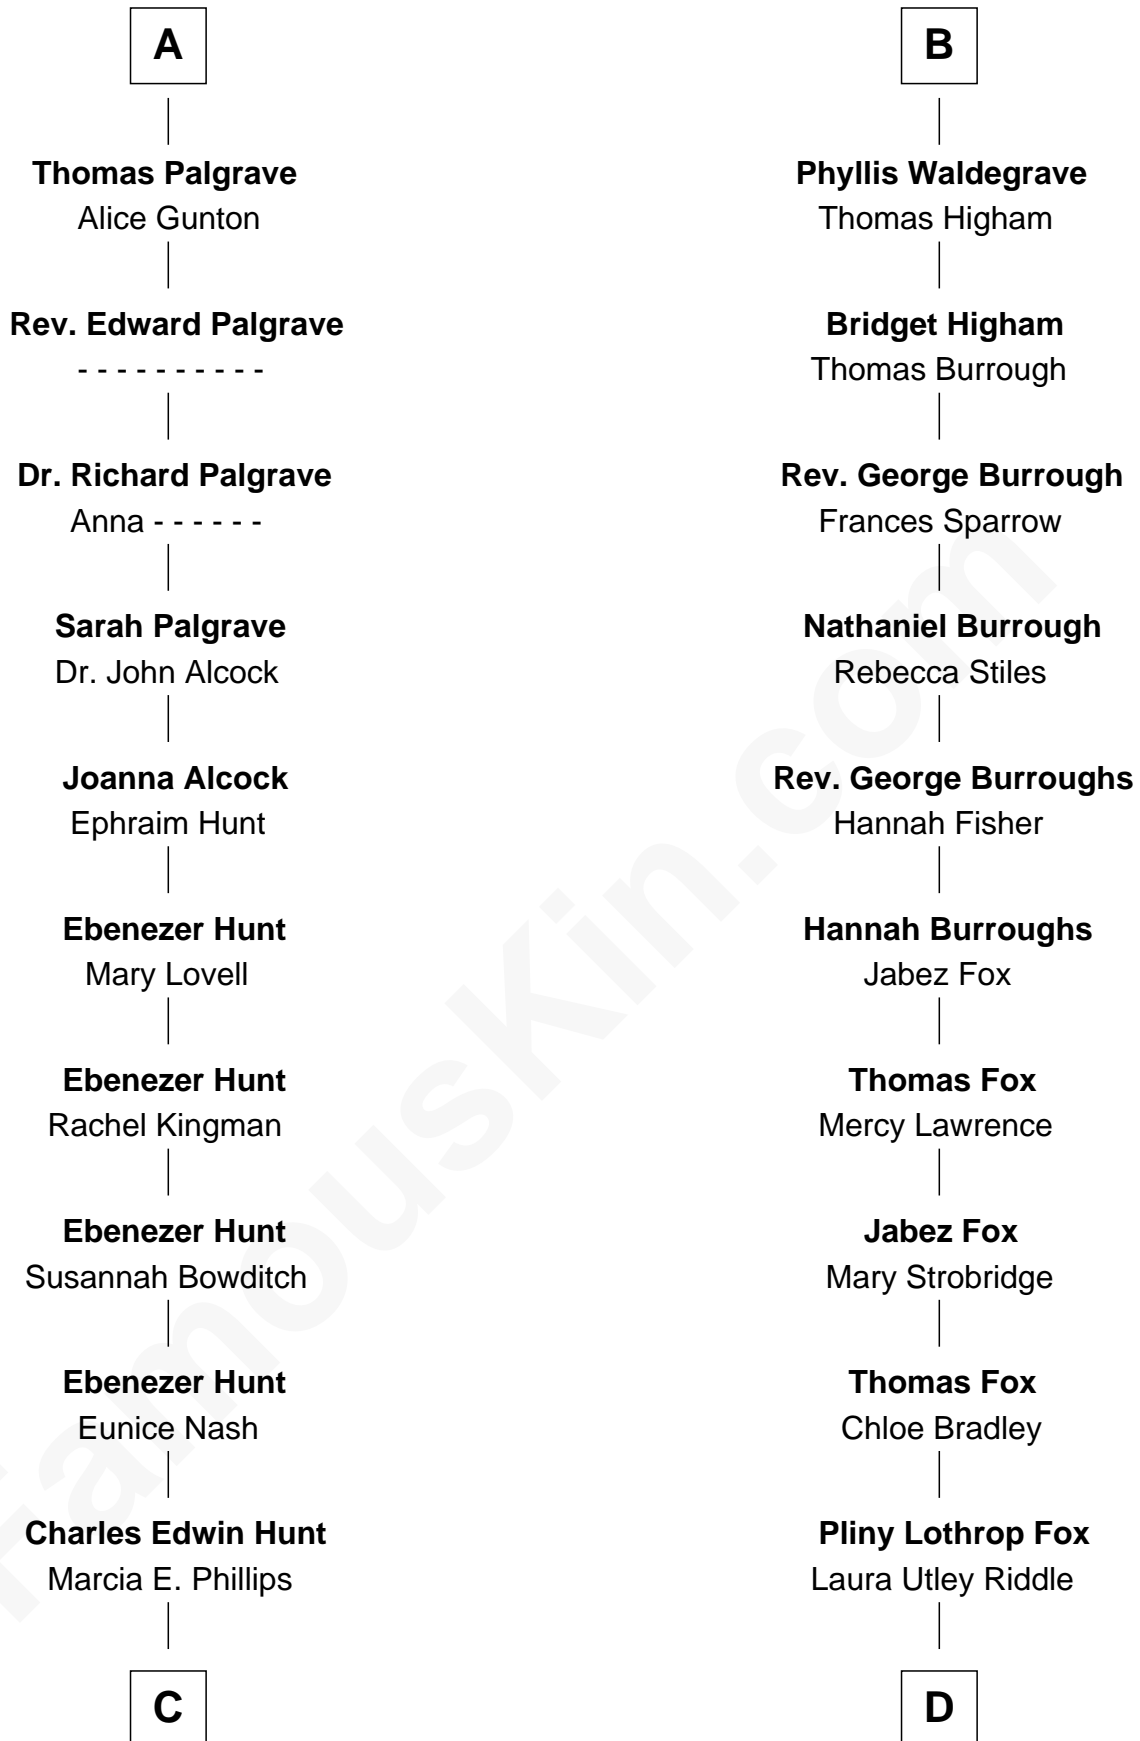 A
Thomas Palgrave
Alice Gunton
Rev. Edward Palgrave
- - - - - - - - - -
Dr. Richard Palgrave
Anna - - - - - -
Sarah Palgrave
Dr. John Alcock
Joanna Alcock
Ephraim Hunt
Ebenezer Hunt
Mary Lovell
Ebenezer Hunt
Rachel Kingman
Ebenezer Hunt
Susannah Bowditch
Ebenezer Hunt
Eunice Nash
Charles Edwin Hunt
Marcia E. Phillips
C
B
Phyllis Waldegrave
Thomas Higham
Bridget Higham
Thomas Burrough
Rev. George Burrough
Frances Sparrow
Nathaniel Burrough
Rebecca Stiles
Rev. George Burroughs
Hannah Fisher
Hannah Burroughs
Jabez Fox
Thomas Fox
Mercy Lawrence
Jabez Fox
Mary Strobridge
Thomas Fox
Chloe Bradley
Pliny Lothrop Fox
Laura Utley Riddle
D
FamousKin.com